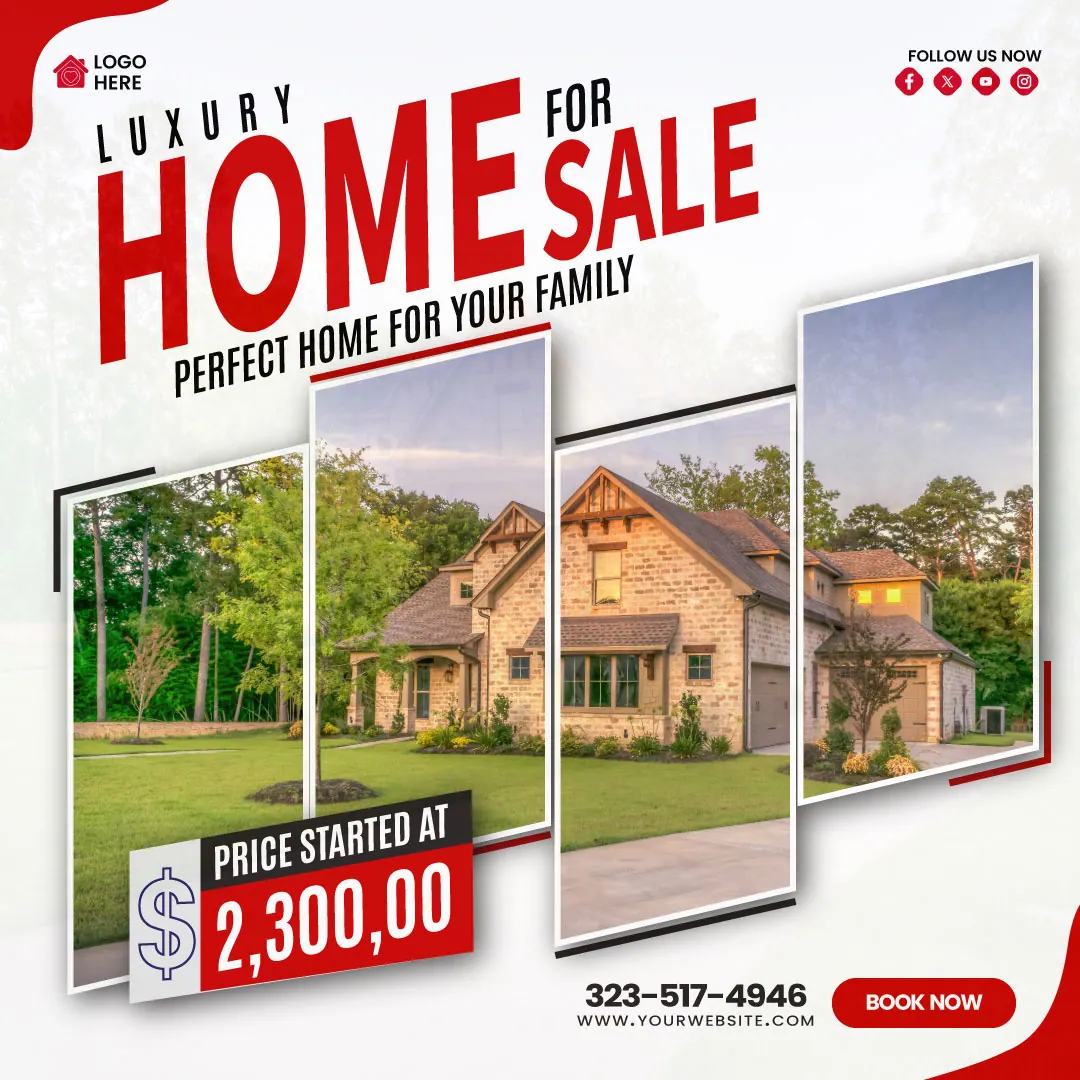 LOGO
HERE
FOLLOW US NOW
LUXURY
HOME
FOR
SALE
PERFECT HOME FOR YOUR FAMILY
PRICE STARTED AT
$ 2,300,00
323-517-4946
WWW.YOURWEBSITE.COM
BOOK NOW